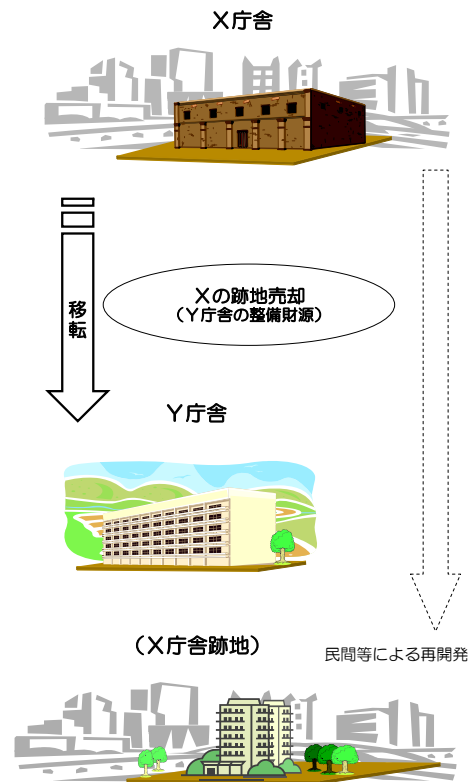 X庁舎
移転
Xの跡地売却
（Y庁舎の整備財源）
Y庁舎
（X庁舎跡地）
民間等による再開発